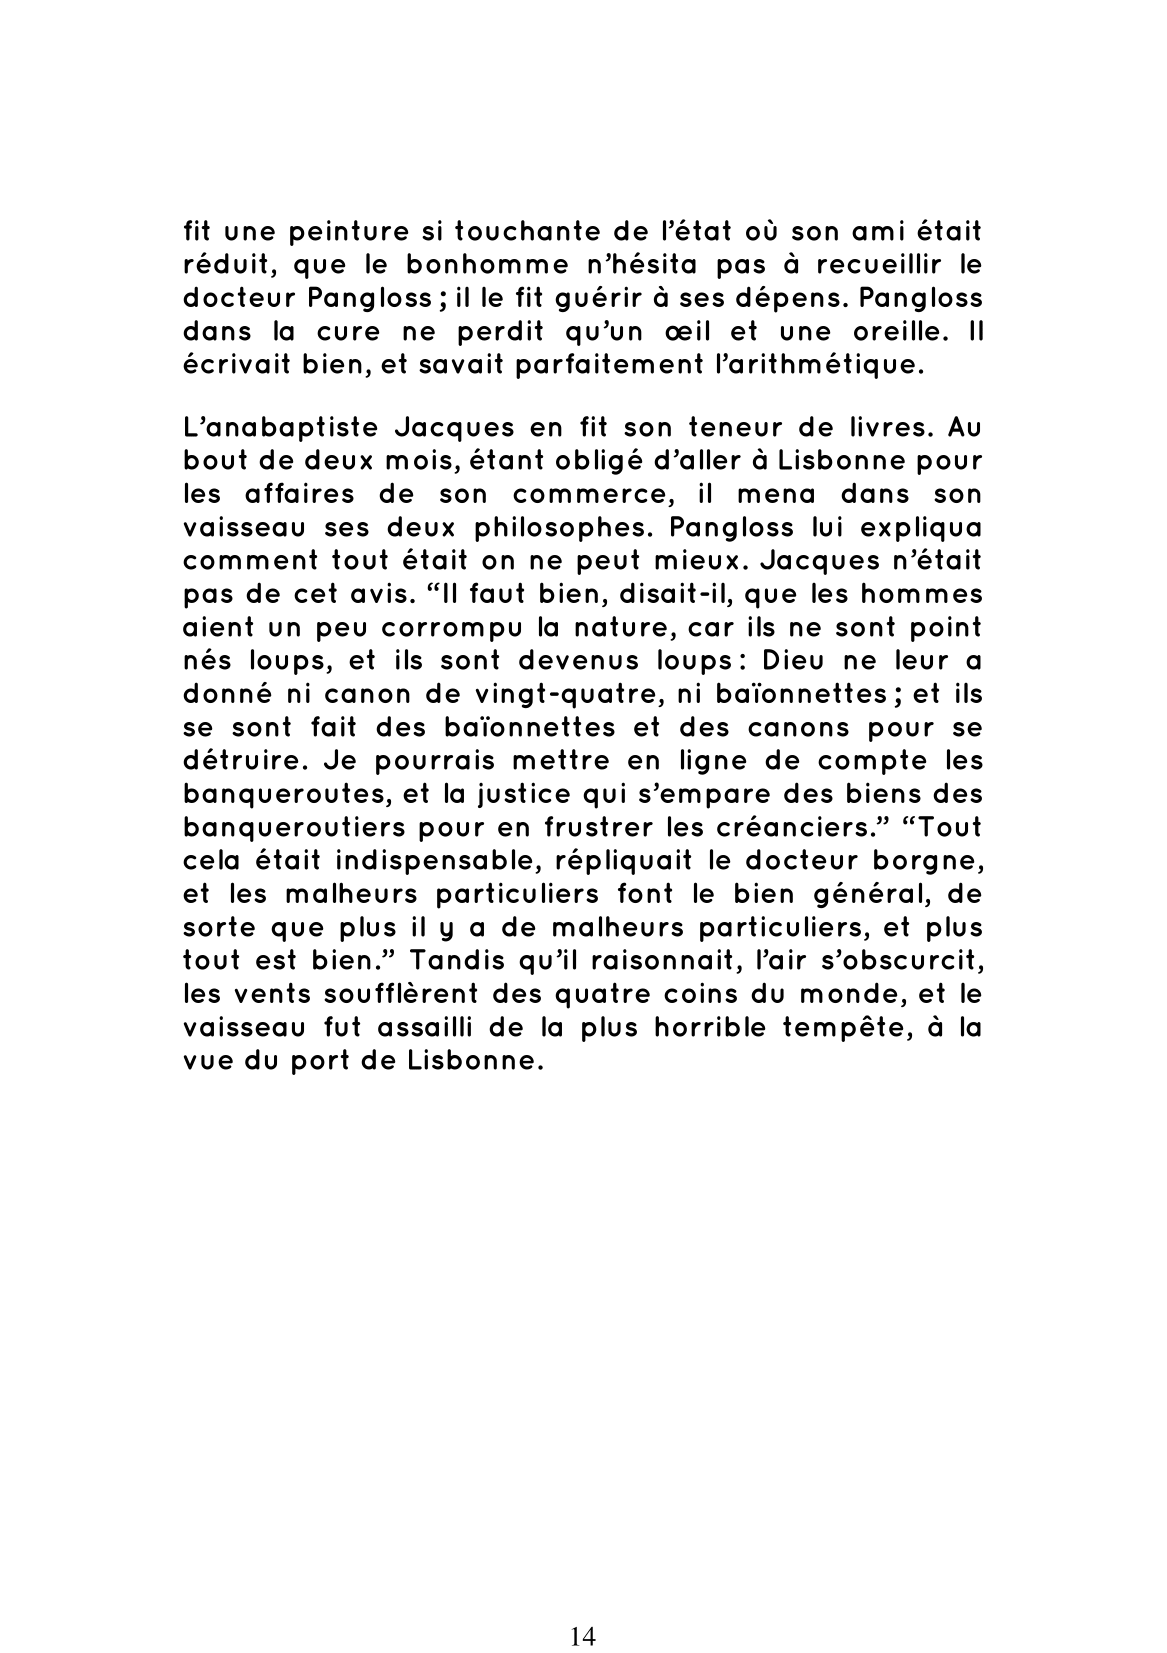 fit une peinture si touchante de l’état où son ami était
réduit, que le bonhomme n’hésita pas à recueillir le
docteur Pangloss ; il le fit guérir à ses dépens. Pangloss
dans la cure ne perdit qu’un œil et une oreille. Il
écrivait bien, et savait parfaitement l’arithmétique.
L’anabaptiste Jacques en fit son teneur de livres. Au
bout de deux mois, étant obligé d’aller à Lisbonne pour
les affaires de son commerce, il mena dans son
vaisseau ses deux philosophes. Pangloss lui expliqua
comment tout était on ne peut mieux. Jacques n’était
pas de cet avis. “Il faut bien, disait-il, que les hommes
aient un peu corrompu la nature, car ils ne sont point
nés loups, et ils sont devenus loups : Dieu ne leur a
donné ni canon de vingt-quatre, ni baïonnettes ; et ils
se sont fait des baïonnettes et des canons pour se
détruire. Je pourrais mettre en ligne de compte les
banqueroutes, et la justice qui s’empare des biens des
banqueroutiers pour en frustrer les créanciers.” “Tout
cela était indispensable, répliquait le docteur borgne,
et les malheurs particuliers font le bien général, de
sorte que plus il y a de malheurs particuliers, et plus
tout est bien.” Tandis qu’il raisonnait, l’air s’obscurcit,
les vents soufflèrent des quatre coins du monde, et le
vaisseau fut assailli de la plus horrible tempête, à la
vue du port de Lisbonne.
14